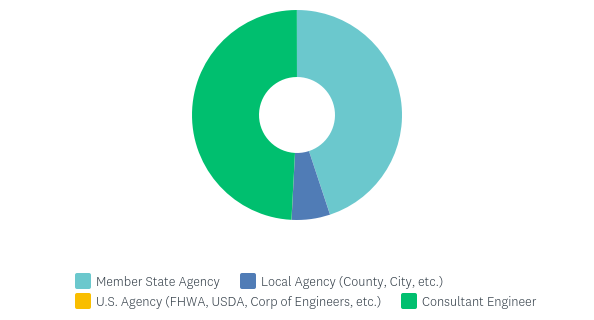 Member State Agency Local Agency (County, City, etc.)
U.S. Agency (FHWA, USDA, Corp of Engineers, etc.) Consultant Engineer